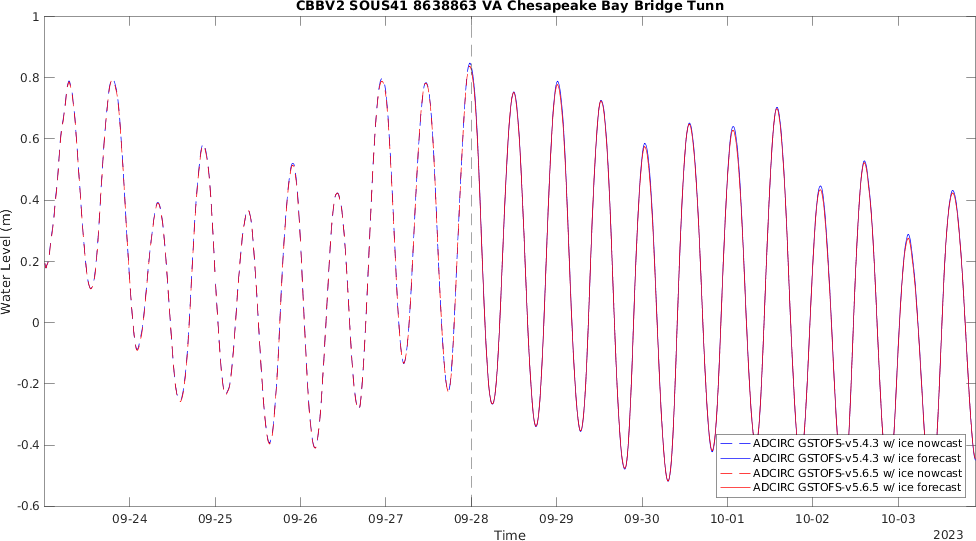 CBBV2 SOUS41 8638863 VA Chesapeake Bay Bridge Tunn
Water Level (m)
1
0.8
0.6
0.4
0.2
0
-0.2
-0.4
-0.6
ADCIRC GSTOFS-v5.4.3 w/ ice nowcast
ADCIRC GSTOFS-v5.4.3 w/ ice forecast
ADCIRC GSTOFS-v5.6.5 w/ ice nowcast
ADCIRC GSTOFS-v5.6.5 w/ ice forecast
09-24 09-25 09-26 09-27 09-28 09-29 09-30 10-01 10-02 10-03
Time
2023